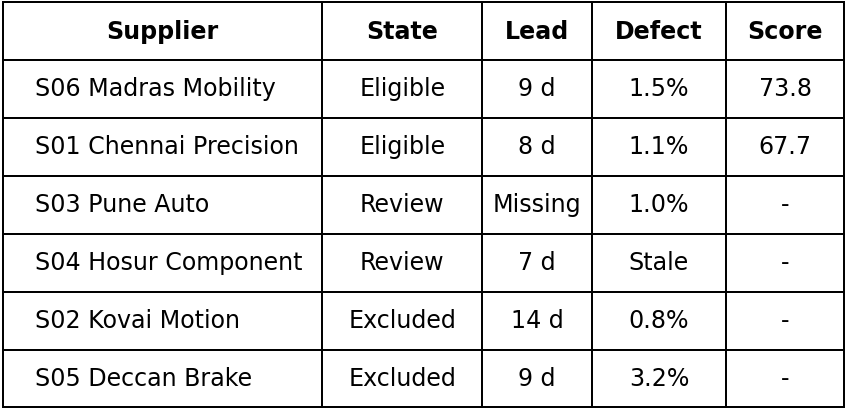 Supplier State Lead Defect Score
S06 Madras Mobility Eligible 9 d 1.5% 73.8
S01 Chennai Precision Eligible 8 d 1.1% 67.7
S03 Pune Auto Review Missing 1.0% -
S04 Hosur Component Review 7 d Stale -
S02 Kovai Motion Excluded 14 d 0.8% -
S05 Deccan Brake Excluded 9 d 3.2% -